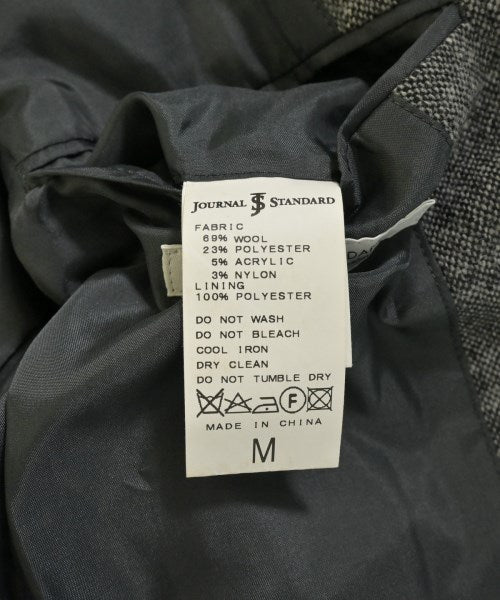 JOURNAL JS STANDARD
FABRIC
69% WOOL
23% POLYESTER
5% ACRYLIC
3% NYLON
LINING
100% POLYESTER
DO NOT WASH
DO NOT BLEACH
COOL IRON
DRY CLEAN
DO NOT TUMBLE DRY
F
MADE IN CHINA
M